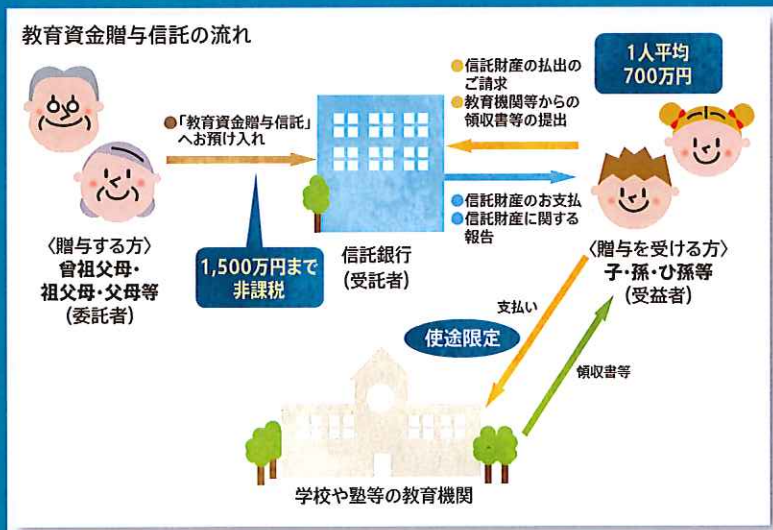 教育資金贈与信託の流れ
1人平均
700万円
●信託財産の払出の
ご請求
●教育機関等からの
領収書等の提出
●「教育資金贈与信託」
へお預け入れ
●信託財産のお支払
●信託財産に関する
報告
〈贈与する方〉
曾祖父母・
祖父母・父母等
(委託者)
1,500万円まで
非課税
信託銀行
(受託者)
〈贈与を受ける方〉
子・孫・ひ孫等
(受益者)
支払い
使途限定
領収書等
学校や塾等の教育機関